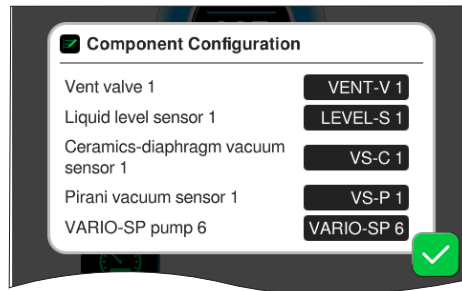 Component Configuration
Vent valve 1 VENT-V 1
Liquid level sensor 1 LEVEL-S 1
Ceramics-diaphragm vacuum
sensor 1 VS-C 1
Pirani vacuum sensor 1 VS-P 1
VARIO-SP pump 6 VARIO-SP 6